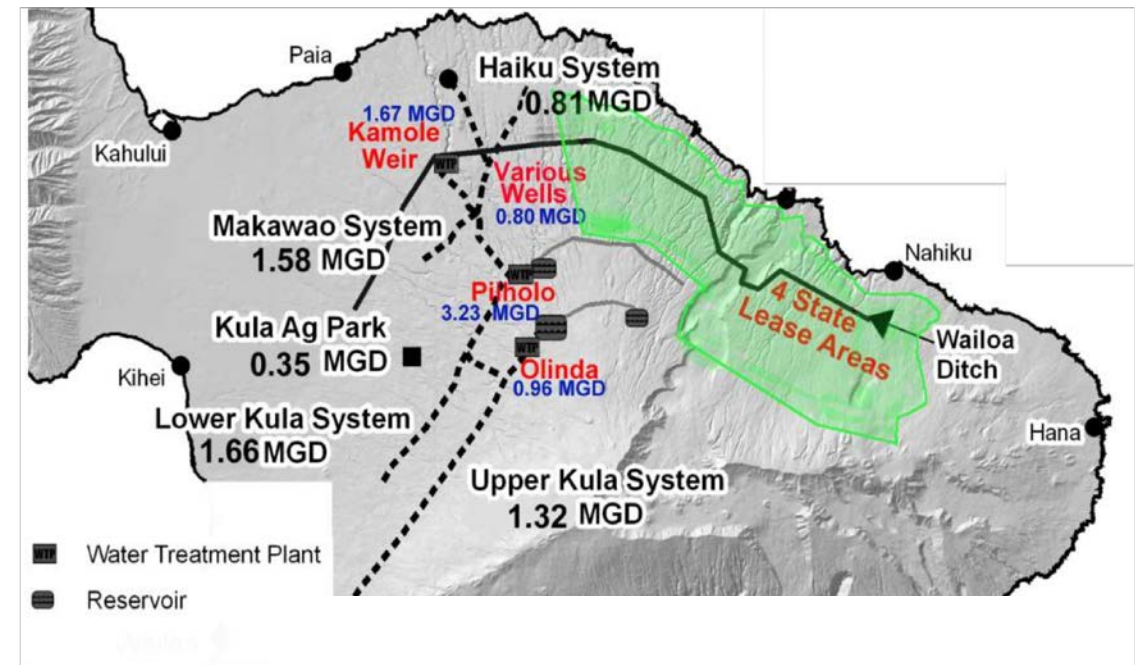 Paia
Haiku System
0.81 MGD
1.67 MGD
Kamole
Weir
WTP
Kahului
Various
Wells
0.80 MGD
Makawao System
1.58 MGD
Nahiku
WTP
Piiholo
3.23 MGD
4 State
Lease Areas
Kula Ag Park
0.35 MGD
Wailoa
Ditch
WTP
Olinda
0.96 MGD
Kihei
Lower Kula System
1.66 MGD
Hana
Upper Kula System
1.32 MGD
WTP Water Treatment Plant
Reservoir